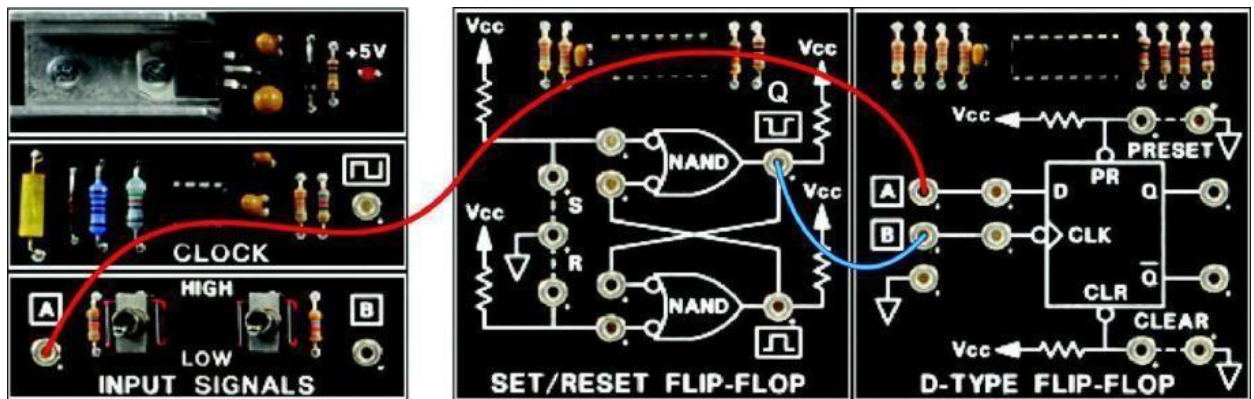 +5V
CLOCK
HIGH
A
B
LOW
INPUT SIGNALS
Vcc
Q
Vcc
NAND
S
Vcc
Vcc
R
NAND
SET/RESET FLIP-FLOP
Vcc
PRESET
PR
A
D
Q
B
CLK
Q̅
CLR
CLEAR
Vcc
D-TYPE FLIP-FLOP